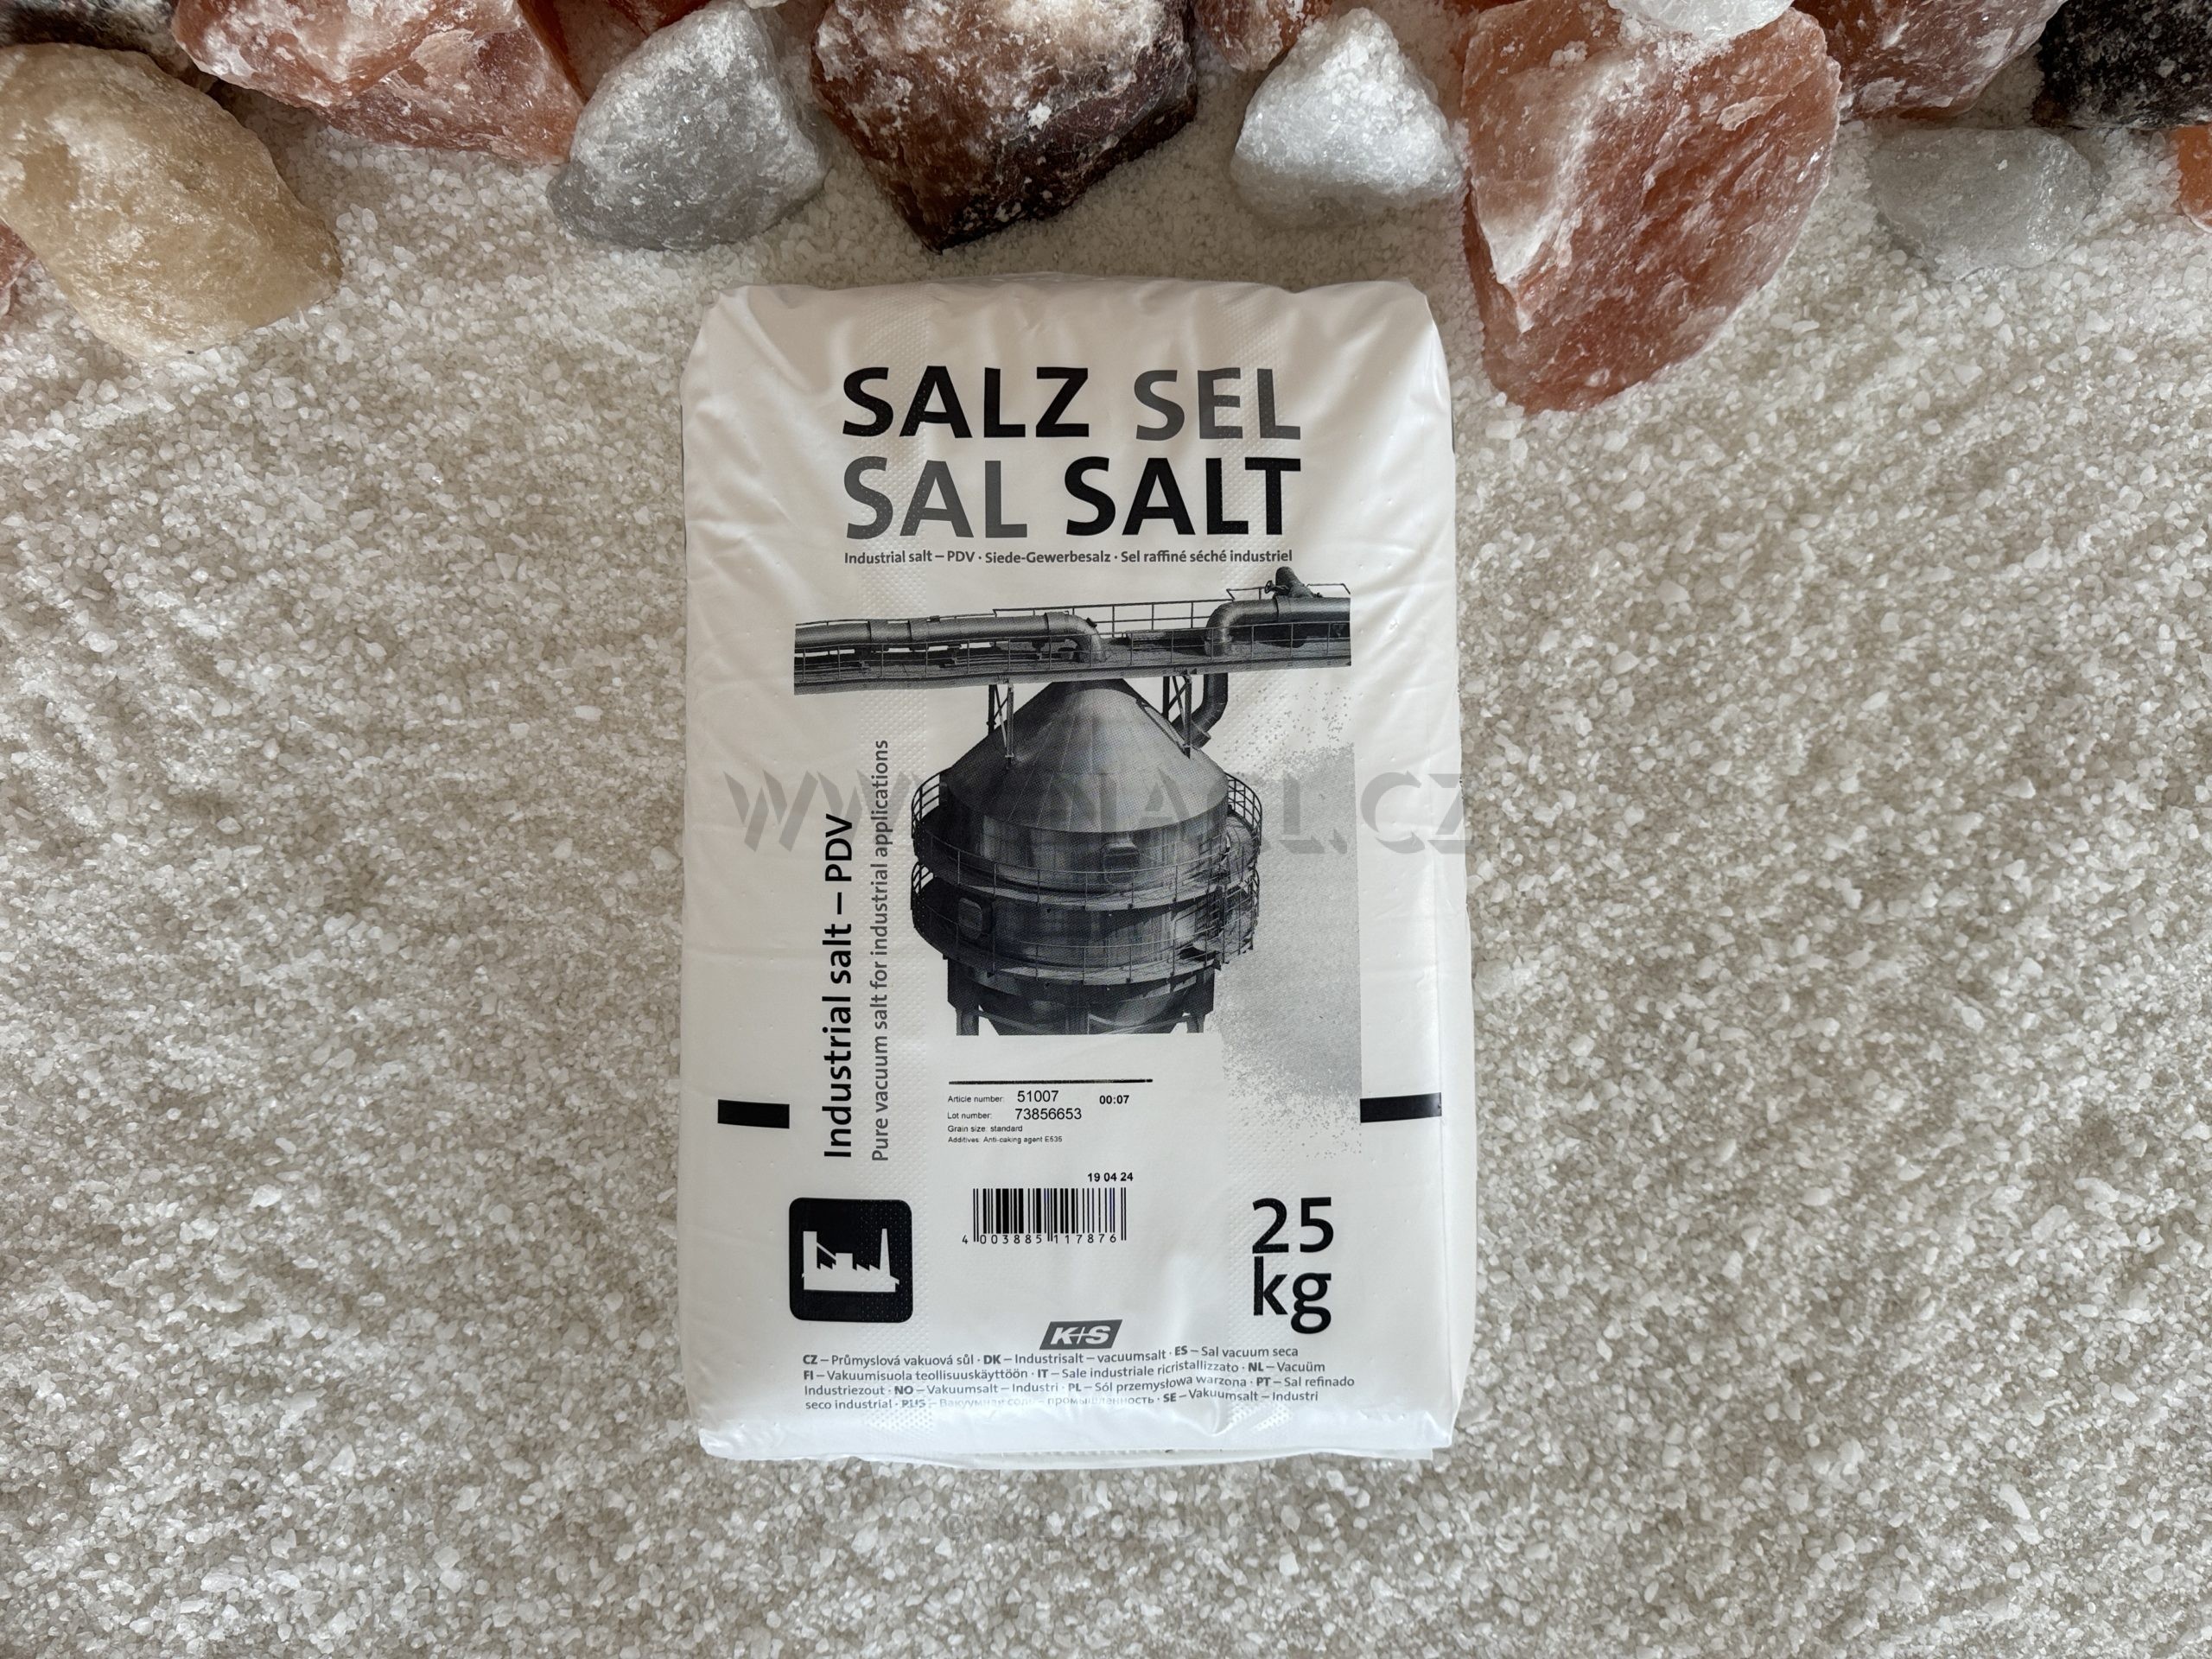 SALZ SEL
SAL SALT
Industrial salt – PDV · Siede-Gewerbesalz · Sel raffiné séché industriel
Industrial salt – PDV
Pure vacuum salt for industrial applications
Article number: 51007 00:07
Lot number: 73856653
Grain size: standard
Additives: Anti-caking agent E535
19 04 24
4 003885 117876
25
kg
K+S
CZ – Průmyslová vakuová sůl · DK – Industrisalt – vacuumsalt · ES – Sal vacuum seca
FI – Vakuumisuola teollisuuskäyttöön · IT – Sale industriale ricristallizzato · NL – Vacuüm
Industriezout · NO – Vakuumsalt – Industri · PL – Sól przemysłowa warzona · PT – Sal refinado
seco industrial · RUS – Вакуумная соль – промышленность · SE – Vakuumsalt – Industri